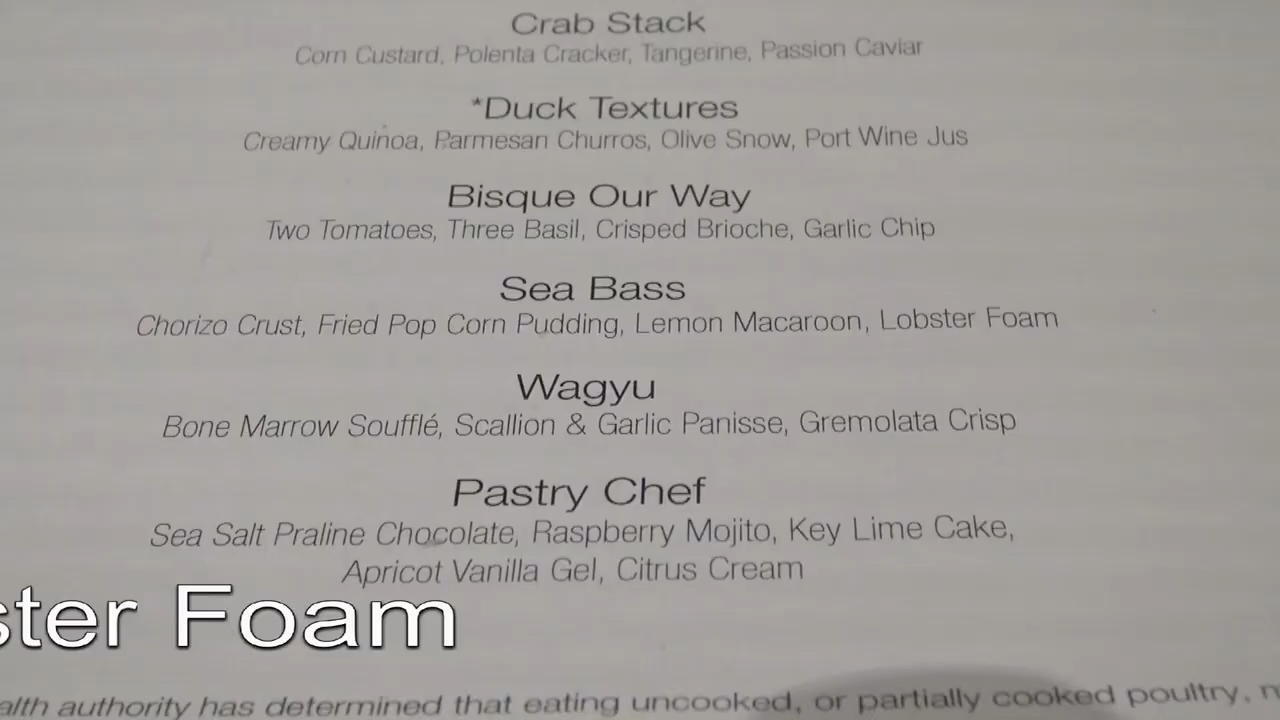 Crab Stack
Corn Custard, Polenta Cracker, Tangerine, Passion Caviar
*Duck Textures
Creamy Quinoa, Parmesan Churros, Olive Snow, Port Wine Jus
Bisque Our Way
Two Tomatoes, Three Basil, Crisped Brioche, Garlic Chip
Sea Bass
Chorizo Crust, Fried Pop Corn Pudding, Lemon Macaroon, Lobster Foam
Wagyu
Bone Marrow Soufflé, Scallion & Garlic Panisse, Gremolata Crisp
Pastry Chef
Sea Salt Praline Chocolate, Raspberry Mojito, Key Lime Cake,
Apricot Vanilla Gel, Citrus Cream
ster Foam
alth authority has determined that eating uncooked, or partially cooked poultry,